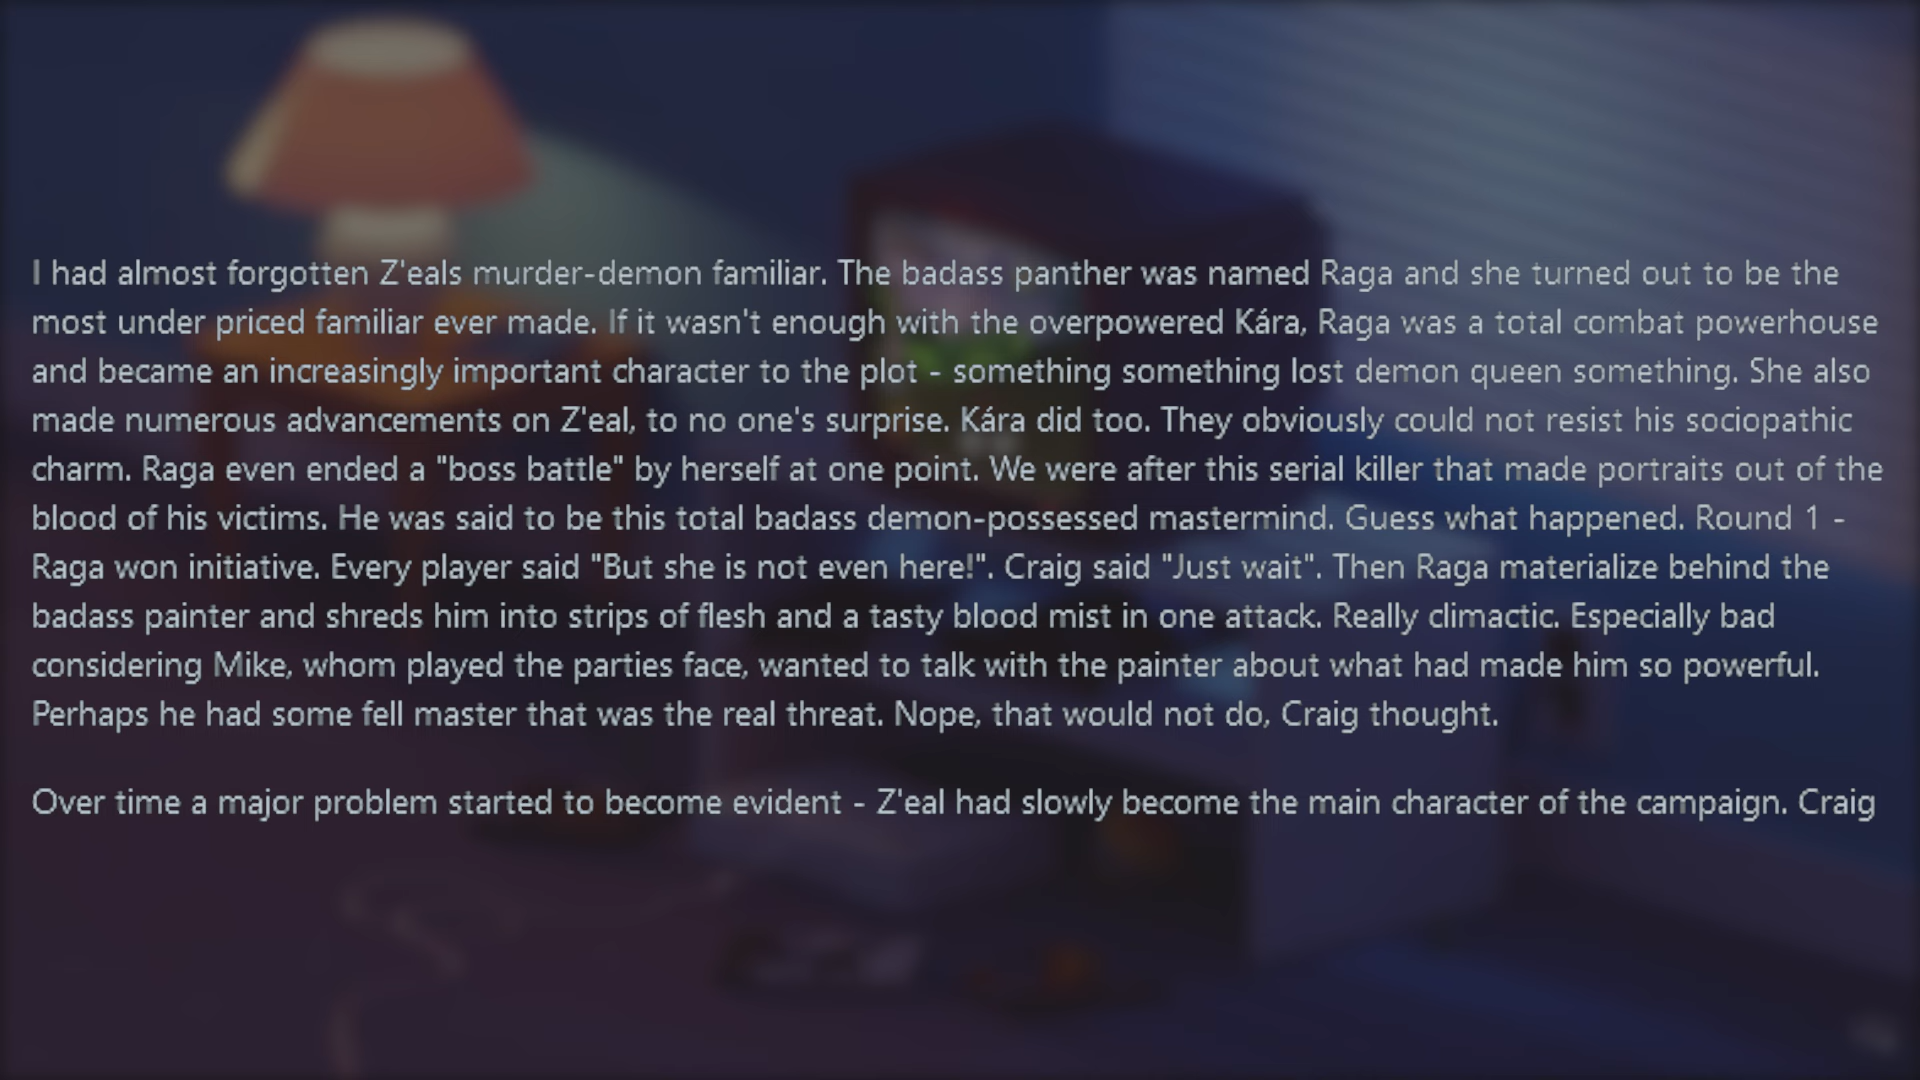 I had almost forgotten Z'eals murder-demon familiar. The badass panther was named Raga and she turned out to be the
most under priced familiar ever made. If it wasn't enough with the overpowered Kára, Raga was a total combat powerhouse
and became an increasingly important character to the plot - something something lost demon queen something. She also
made numerous advancements on Z'eal, to no one's surprise. Kára did too. They obviously could not resist his sociopathic
charm. Raga even ended a "boss battle" by herself at one point. We were after this serial killer that made portraits out of the
blood of his victims. He was said to be this total badass demon-possessed mastermind. Guess what happened. Round 1 -
Raga won initiative. Every player said "But she is not even here!". Craig said "Just wait". Then Raga materialize behind the
badass painter and shreds him into strips of flesh and a tasty blood mist in one attack. Really climactic. Especially bad
considering Mike, whom played the parties face, wanted to talk with the painter about what had made him so powerful.
Perhaps he had some fell master that was the real threat. Nope, that would not do, Craig thought.
Over time a major problem started to become evident - Z'eal had slowly become the main character of the campaign. Craig